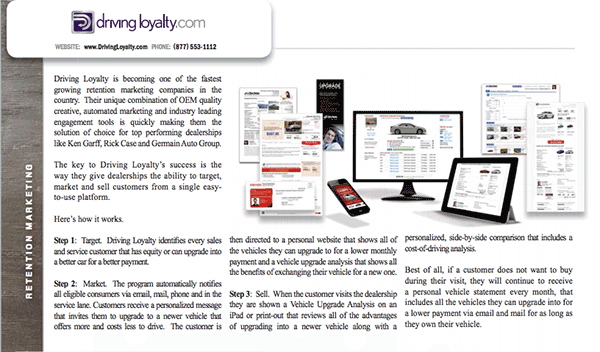 driving loyalty.com
WEBSITE: www.DrivingLoyalty.com PHONE: (877) 553-1112
RETENTION MARKETING
Driving Loyalty is becoming one of the fastest
growing retention marketing companies in the
country. Their unique combination of OEM quality
creative, automated marketing and industry leading
engagement tools is quickly making them the
solution of choice for top performing dealerships
like Ken Garff, Rick Case and Germain Auto Group.
The key to Driving Loyalty's success is the
way they give dealerships the ability to target,
market and sell customers from a single easy-
to-use platform.
Here's how it works.
Step 1: Target. Driving Loyalty identifies every sales
and service customer that has equity or can upgrade into
a better car for a better payment.
Step 2: Market. The program automatically notifies
all eligible consumers via email, mail, phone and in the
service lane. Customers receive a personalized message
that invites them to upgrade to a newer vehicle that
offers more and costs less to drive. The customer is
then directed to a personal website that shows all of
the vehicles they can upgrade to for a lower monthly
payment and a vehicle upgrade analysis that shows all
the benefits of exchanging their vehicle for a new one.
Step 3: Sell. When the customer visits the dealership
they are shown a Vehicle Upgrade Analysis on an
iPad or print-out that reviews all of the advantages
of upgrading into a newer vehicle along with a
personalized, side-by-side comparison that includes a
cost-of-driving analysis.
Best of all, if a customer does not want to buy
during their visit, they will continue to receive
a personal vehicle statement every month, that
includes all the vehicles they can upgrade into for
a lower payment via email and mail for as long as
they own their vehicle.
UPGRADE